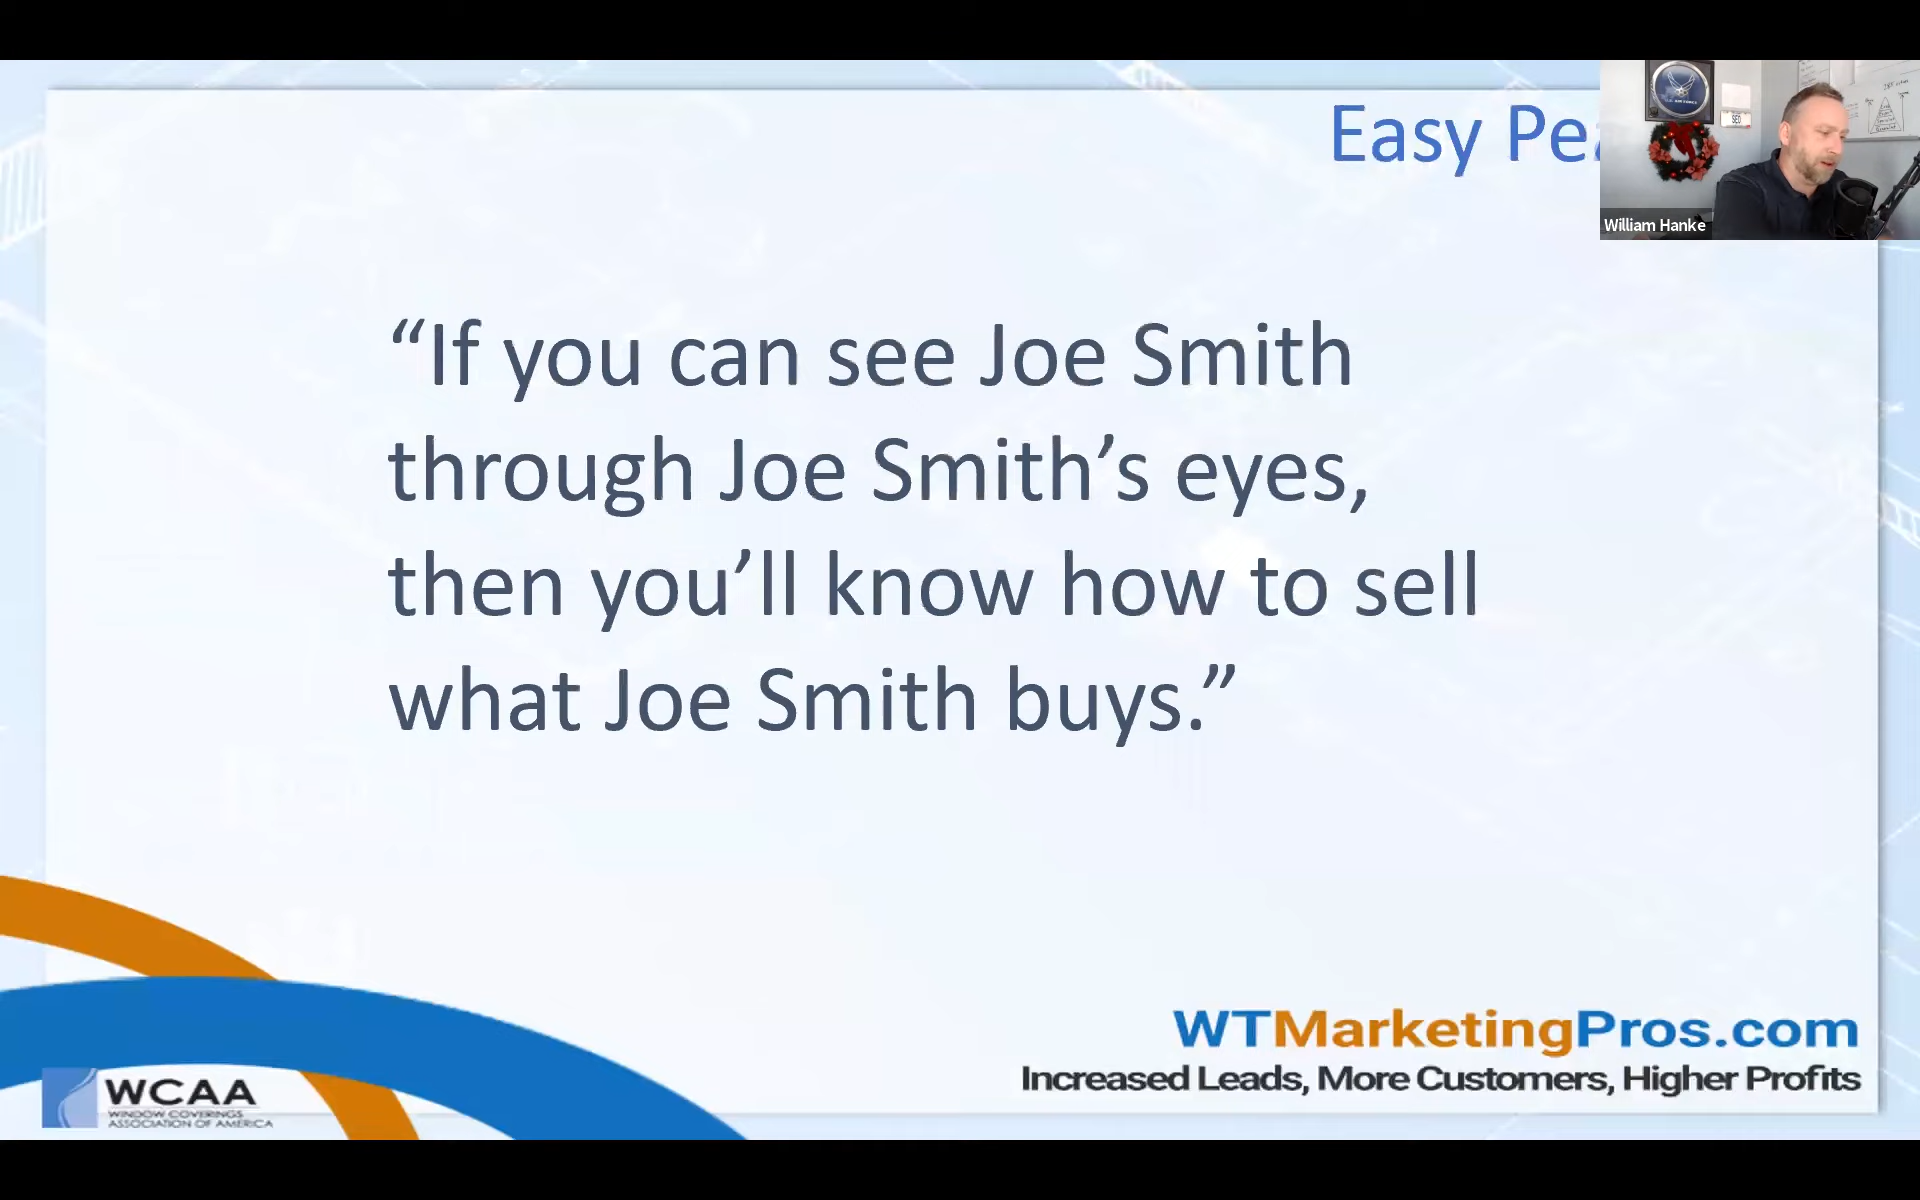 Easy Pe
William Hanke
SEO
“If you can see Joe Smith
through Joe Smith’s eyes,
then you’ll know how to sell
what Joe Smith buys.”
WTMarketingPros.com
Increased Leads, More Customers, Higher Profits
WCAA
WINDOW COVERINGS
ASSOCIATION OF AMERICA